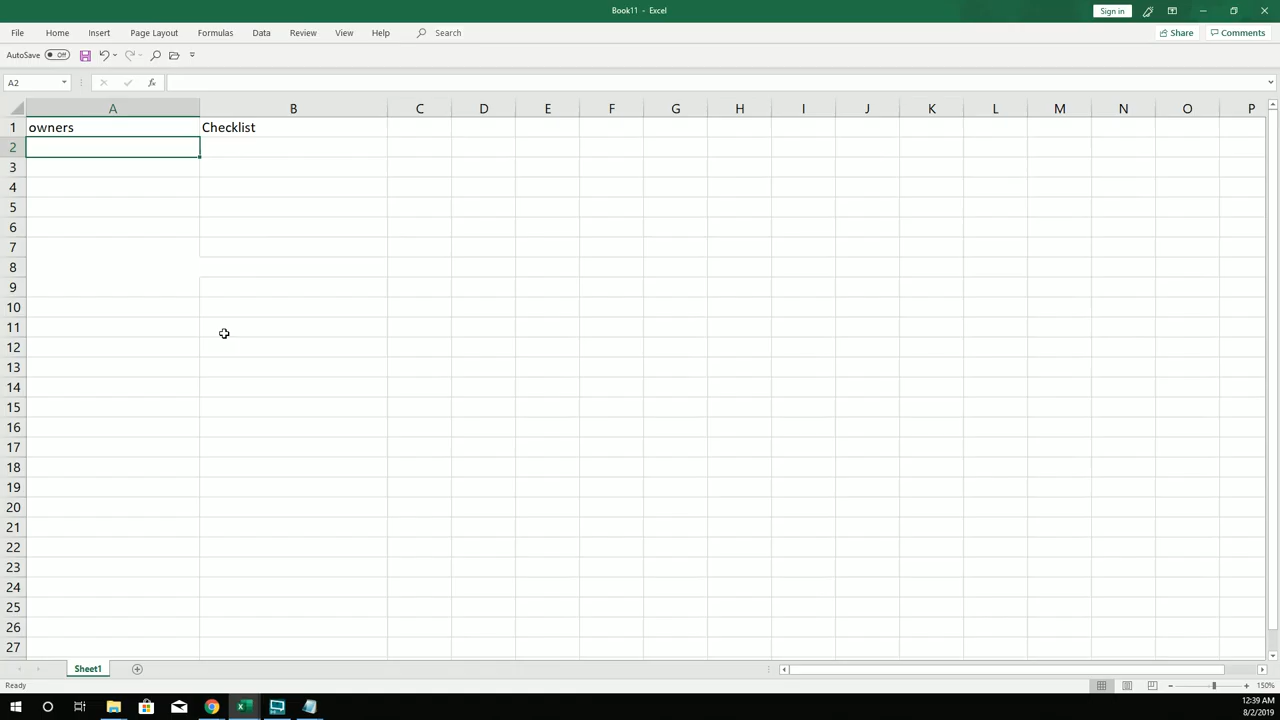 Book11 - Excel
Sign in
File Home Insert Page Layout Formulas Data Review View Help Search Share Comments
AutoSave Off
A2
A B C D E F G H I J K L M N O P
1 owners Checklist
2
3
4
5
6
7
8
9
10
11
12
13
14
15
16
17
18
19
20
21
22
23
24
25
26
27
Sheet1
Ready 150%
12:39 AM
8/2/2019